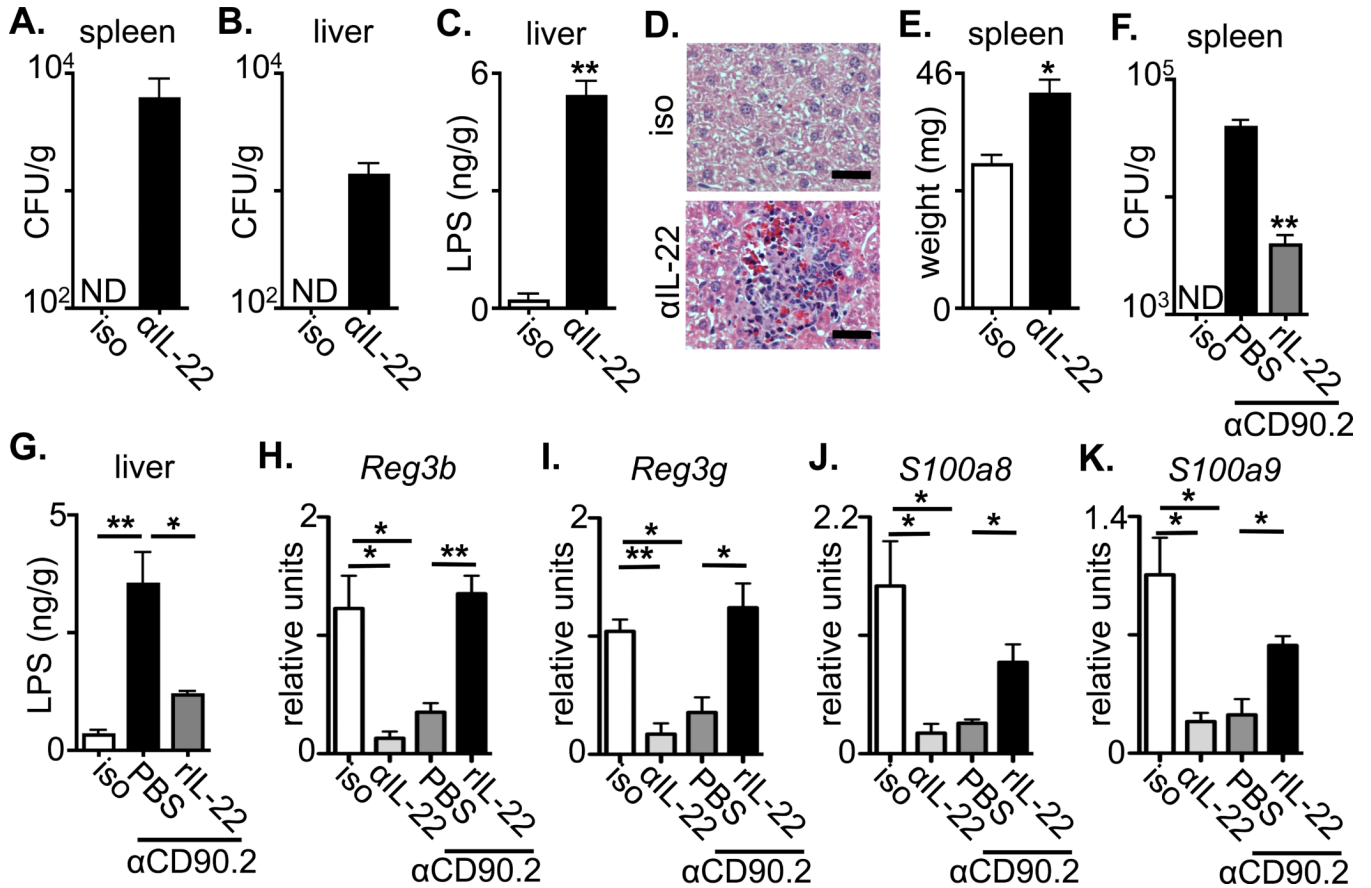 A. spleen
10⁴
CFU/g
10² ND
iso
αIL-22
B. liver
10⁴
CFU/g
10² ND
iso
αIL-22
C. liver
6
**
LPS (ng/g)
0
iso
αIL-22
D.
iso
αIL-22
E. spleen
46
*
weight (mg)
0
iso
αIL-22
F. spleen
10⁵
CFU/g
**
10³ ND
iso
PBS
rIL-22
αCD90.2
G. liver
5
** *
LPS (ng/g)
0
iso
PBS
rIL-22
αCD90.2
H. Reg3b
2
*
* **
relative units
0
iso
αIL-22
PBS
rIL-22
αCD90.2
I. Reg3g
2
*
** *
relative units
0
iso
αIL-22
PBS
rIL-22
αCD90.2
J. S100a8
2.2
*
* *
relative units
0
iso
αIL-22
PBS
rIL-22
αCD90.2
K. S100a9
1.4
*
* *
relative units
0
iso
αIL-22
PBS
rIL-22
αCD90.2